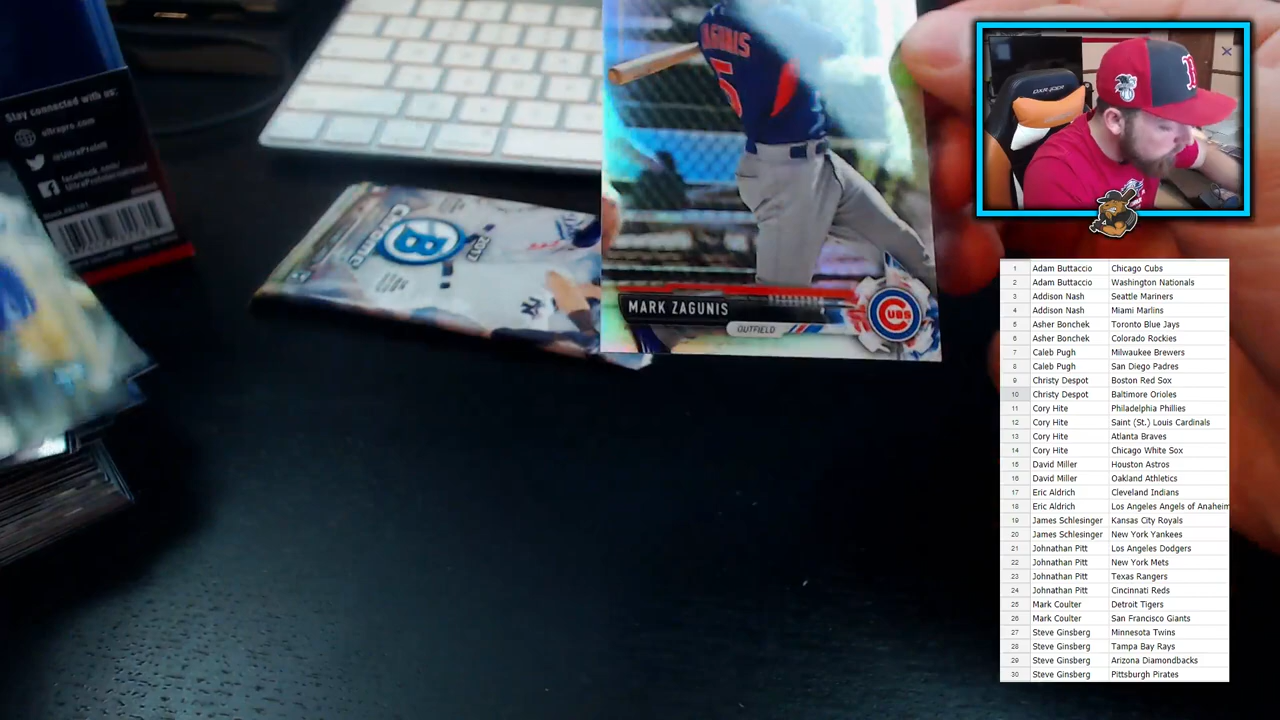 Stay connected with us:
ultrapro.com
@UltraProIntl
facebook.com/
UltraProInternational
BOWMAN
B
2017
ZAGUNIS
5
MARK ZAGUNIS
OUTFIELD
CUBS
DXRACER
B
1 Adam Buttaccio Chicago Cubs
2 Adam Buttaccio Washington Nationals
3 Addison Nash Seattle Mariners
4 Addison Nash Miami Marlins
5 Asher Bonchek Toronto Blue Jays
6 Asher Bonchek Colorado Rockies
7 Caleb Pugh Milwaukee Brewers
8 Caleb Pugh San Diego Padres
9 Christy Despot Boston Red Sox
10 Christy Despot Baltimore Orioles
11 Cory Hite Philadelphia Phillies
12 Cory Hite Saint (St.) Louis Cardinals
13 Cory Hite Atlanta Braves
14 Cory Hite Chicago White Sox
15 David Miller Houston Astros
16 David Miller Oakland Athletics
17 Eric Aldrich Cleveland Indians
18 Eric Aldrich Los Angeles Angels of Anaheim
19 James Schlesinger Kansas City Royals
20 James Schlesinger New York Yankees
21 Johnathan Pitt Los Angeles Dodgers
22 Johnathan Pitt New York Mets
23 Johnathan Pitt Texas Rangers
24 Johnathan Pitt Cincinnati Reds
25 Mark Coulter Detroit Tigers
26 Mark Coulter San Francisco Giants
27 Steve Ginsberg Minnesota Twins
28 Steve Ginsberg Tampa Bay Rays
29 Steve Ginsberg Arizona Diamondbacks
30 Steve Ginsberg Pittsburgh Pirates